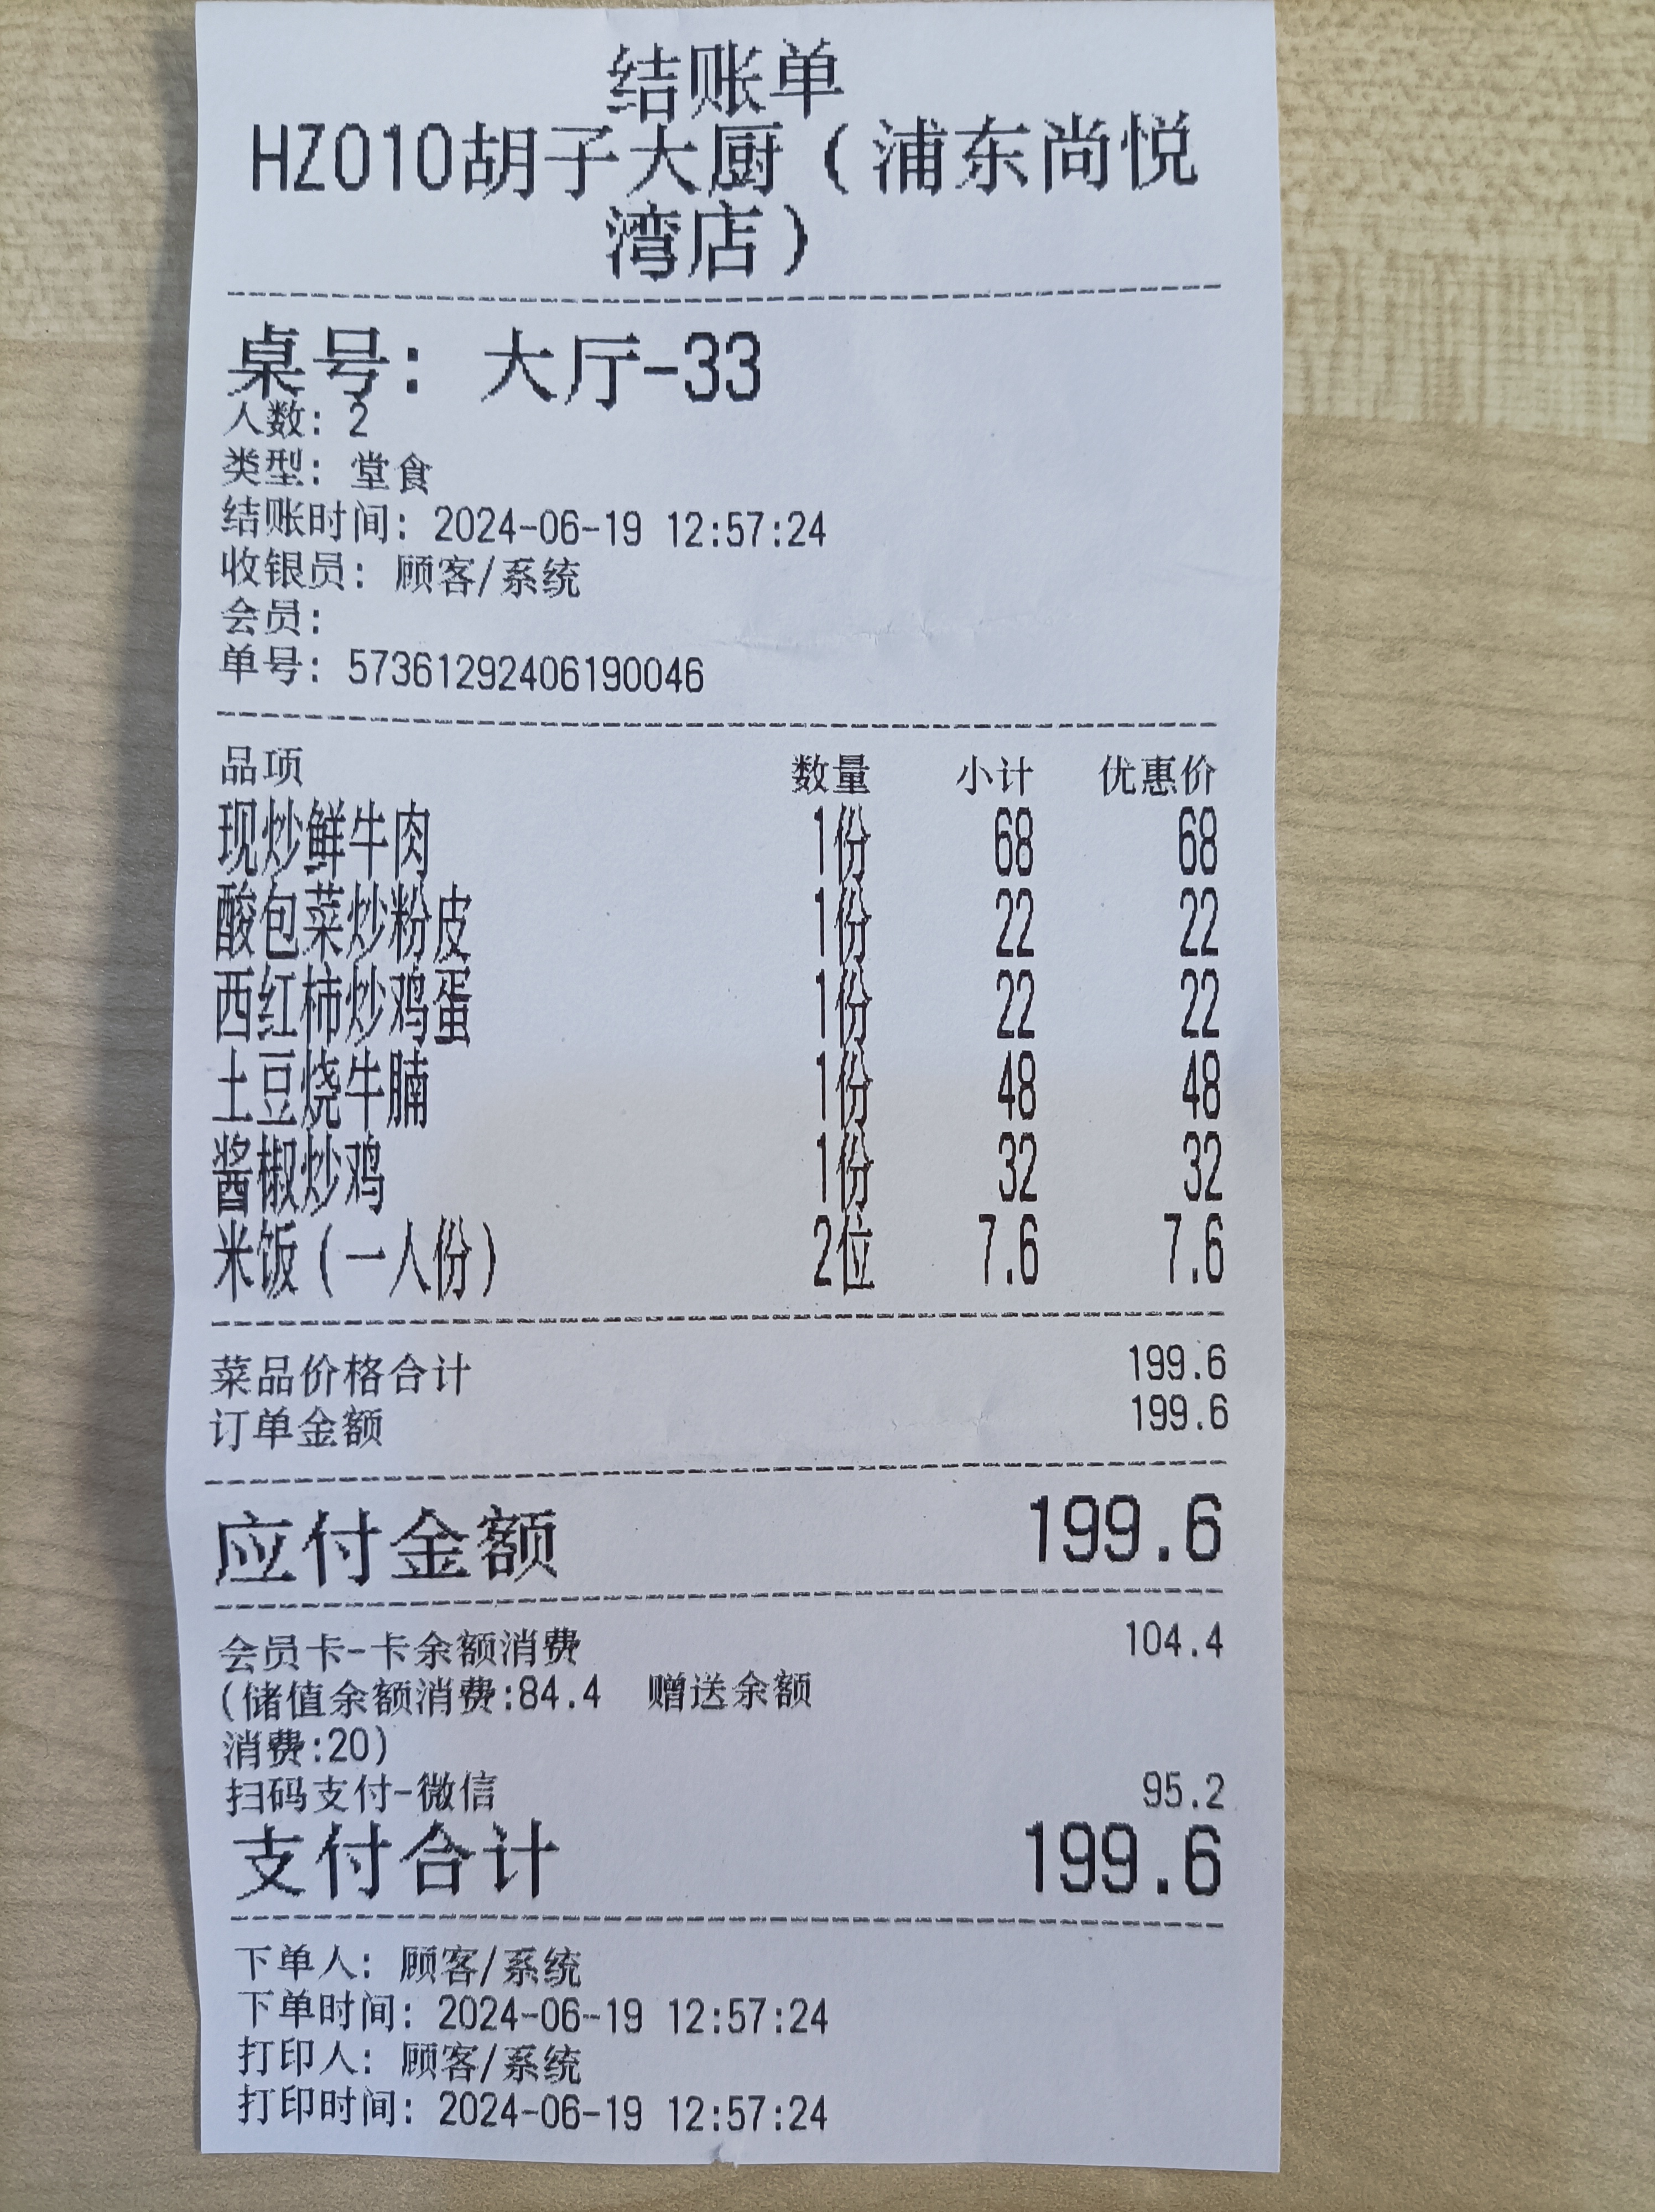 结账单
HZ010胡子大厨（浦东尚悦
湾店）
桌号：大厅-33
人数：2
类型：堂食
结账时间：2024-06-19 12:57:24
收银员：顾客/系统
会员：
单号：573612924061900​46
品项 数量 小计 优惠价
现炒鲜牛肉 1份 68 68
酸包菜炒粉皮 1份 22 22
西红柿炒鸡蛋 1份 22 22
土豆烧牛腩 1份 48 48
酱椒炒鸡 1份 32 32
米饭（一人份） 2位 7.6 7.6
菜品价格合计 199.6
订单金额 199.6
应付金额 199.6
会员卡-卡余额消费 104.4
(储值余额消费:84.4 赠送余额
消费:20)
扫码支付-微信 95.2
支付合计 199.6
下单人：顾客/系统
下单时间：2024-06-19 12:57:24
打印人：顾客/系统
打印时间：2024-06-19 12:57:24